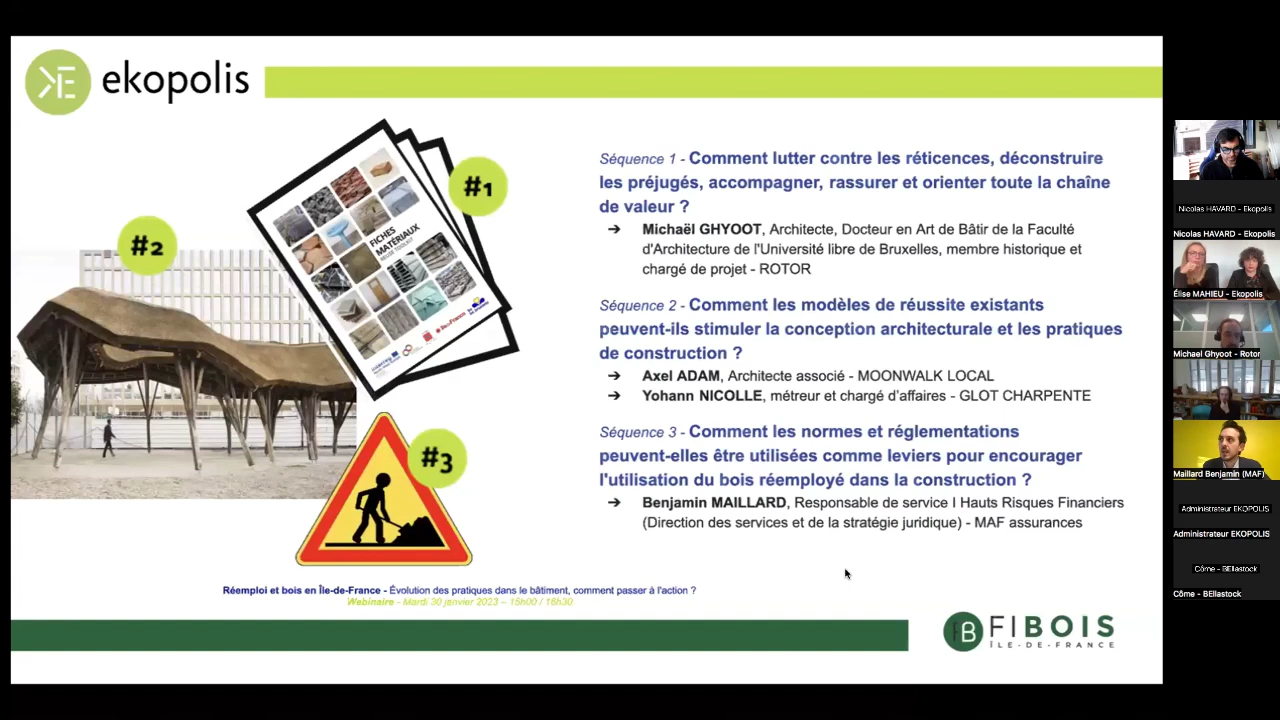 ekopolis
#1
#2
#3
FICHES
MATÉRIAUX
REUSE TOOLKIT
Séquence 1 - Comment lutter contre les réticences, déconstruire
les préjugés, accompagner, rassurer et orienter toute la chaîne
de valeur ?
➔ Michaël GHYOOT, Architecte, Docteur en Art de Bâtir de la Faculté
d'Architecture de l'Université libre de Bruxelles, membre historique et
chargé de projet - ROTOR
Séquence 2 - Comment les modèles de réussite existants
peuvent-ils stimuler la conception architecturale et les pratiques
de construction ?
➔ Axel ADAM, Architecte associé - MOONWALK LOCAL
➔ Yohann NICOLLE, métreur et chargé d'affaires - GLOT CHARPENTE
Séquence 3 - Comment les normes et réglementations
peuvent-elles être utilisées comme leviers pour encourager
l'utilisation du bois réemployé dans la construction ?
➔ Benjamin MAILLARD, Responsable de service I Hauts Risques Financiers
(Direction des services et de la stratégie juridique) - MAF assurances
Réemploi et bois en Île-de-France - Évolution des pratiques dans le bâtiment, comment passer à l'action ?
Webinaire - Mardi 30 janvier 2023 – 15h00 / 16h30
FIBOIS
ÎLE-DE-FRANCE
Nicolas HAVARD - Ekopolis
Nicolas HAVARD - Ekopolis
Élise MAHIEU - Ekopolis
Michael Ghyoot - Rotor
Maillard Benjamin (MAF)
Administrateur EKOPOLIS
Administrateur EKOPOLIS
Côme - BEllastock
Côme - BEllastock